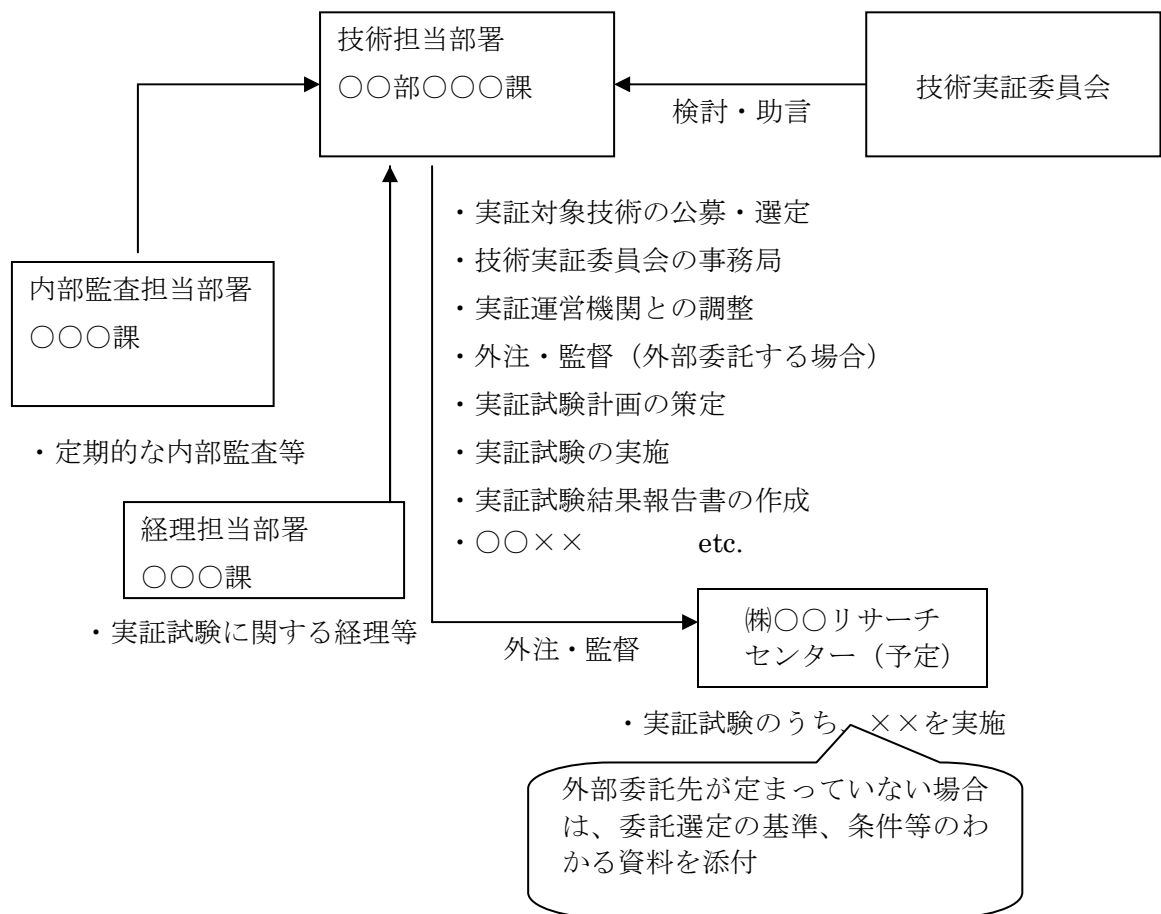 技術担当部署
○○部○○○課
検討・助言
技術実証委員会
・実証対象技術の公募・選定
・技術実証委員会の事務局
・実証運営機関との調整
・外注・監督（外部委託する場合）
・実証試験計画の策定
・実証試験の実施
・実証試験結果報告書の作成
・○○×× etc.
内部監査担当部署
○○○課
・定期的な内部監査等
経理担当部署
○○○課
・実証試験に関する経理等
外注・監督
㈱○○リサーチ
センター（予定）
・実証試験のうち、××を実施
外部委託先が定まっていない場合
は、委託選定の基準、条件等のわ
かる資料を添付